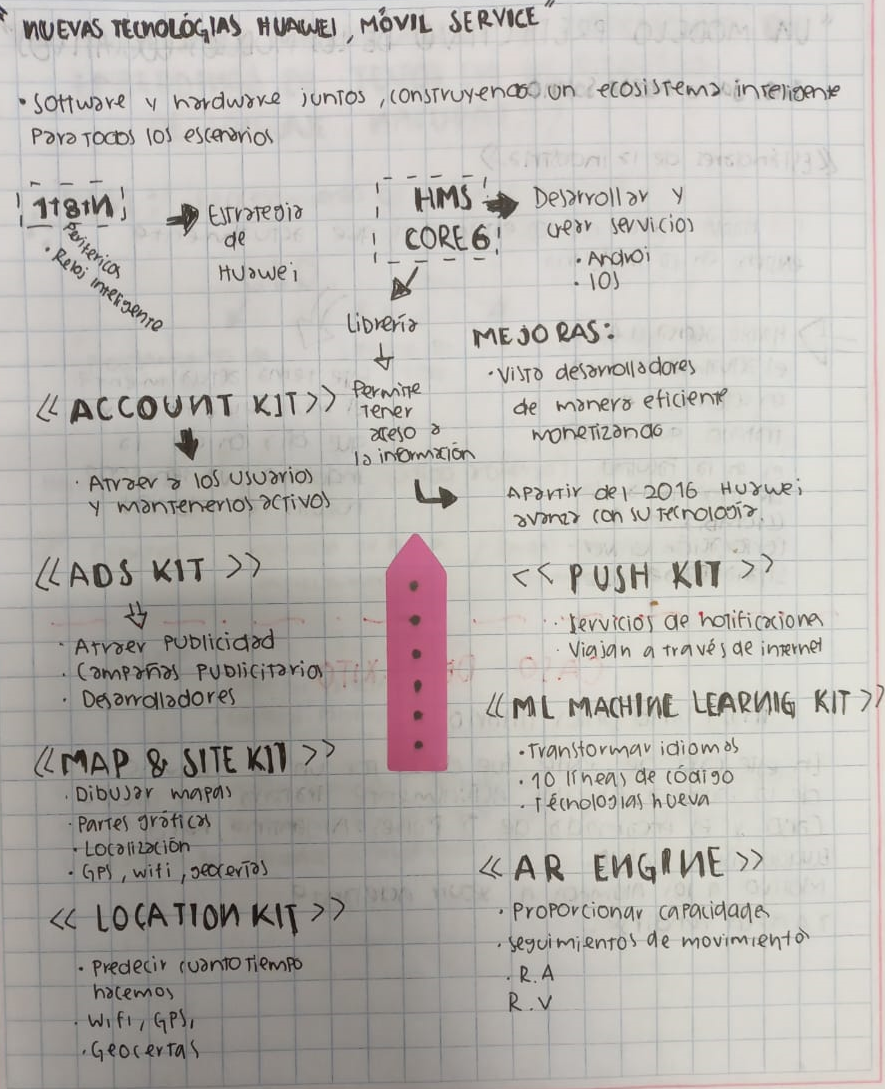 "NUEVAS TECNOLÓGIAS HUAWEI, MÓVIL SERVICE"
• Software y hardware juntos, construyendo un ecosistema inteligente
para todos los escenarios
1+8+N
Perifericos
• Reloj inteligente
Estrategia
de
Huawei
HMS
CORE 6
Desarrollar y
crear servicios
• Androi
• IOS
Librería
Permite
tener
acceso a
la información
MEJORAS:
• Visto desarrolladores
de manera eficiente
monetizando
Apartir del 2016 Huawei
avanza con su tecnología.
<< ACCOUNT KIT >>
• Atraer a los usuarios
y mantenerlos activos
<< ADS KIT >>
• Atraer publicidad
• Campañas publicitarias
• Desarrolladores
<< MAP & SITE KIT >>
• Dibujar mapas
• Partes gráficas
• Localización
• GPS, wifi, geocertas
<< LOCATION KIT >>
• Predecir cuanto tiempo
hacemos
• Wifi, GPS,
• Geocertas
<< PUSH KIT >>
• Servicios de notificaciones
• Viajan a través de internet
<< ML MACHINE LEARNIG KIT >>
• Transformar idiomas
• 10 líneas de código
• Técnologias nueva
<< AR ENGINE >>
• Proporcionar capacidades
• seguimientos de movimiento
• R.A
R.V